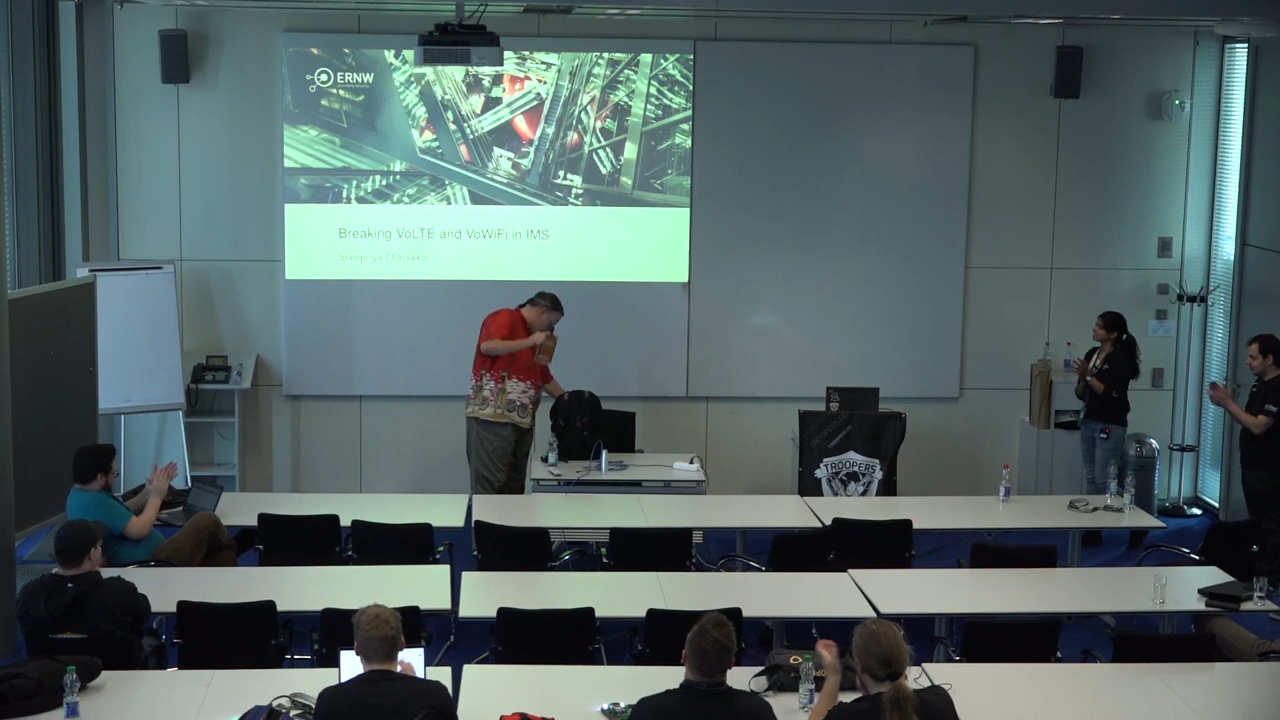 ERNW
Breaking VoLTE and VoWiFi in IMS
Sreepriya Chalakkal
TROOPERS